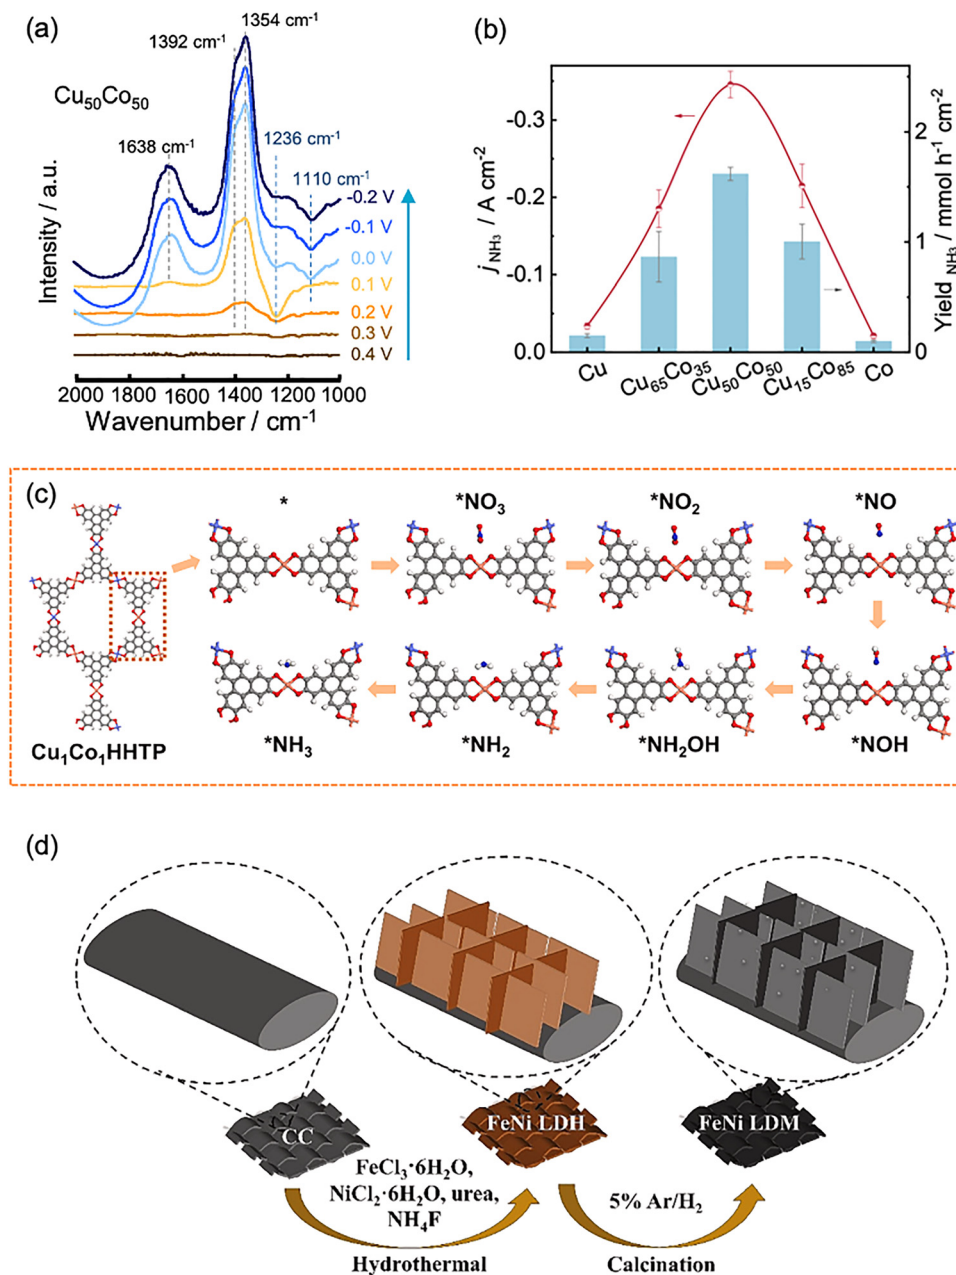 (a)
1392 cm⁻¹
1354 cm⁻¹
Cu₅₀Co₅₀
1638 cm⁻¹
1236 cm⁻¹
1110 cm⁻¹
-0.2 V
-0.1 V
0.0 V
0.1 V
0.2 V
0.3 V
0.4 V
Intensity / a.u.
2000 1800 1600 1400 1200 1000
Wavenumber / cm⁻¹
(b)
j NH₃ / A cm⁻²
-0.3
-0.2
-0.1
0.0
2
1
0
Yield NH₃ / mmol h⁻¹ cm⁻²
Cu Cu₆₅Co₃₅ Cu₅₀Co₅₀ Cu₁₅Co₈₅ Co
(c)
* *NO₃ *NO₂ *NO
Cu₁Co₁HHTP
*NH₃ *NH₂ *NH₂OH *NOH
(d)
CC
FeNi LDH
FeNi LDM
FeCl₃·6H₂O,
NiCl₂·6H₂O, urea,
NH₄F
Hydrothermal
5% Ar/H₂
Calcination